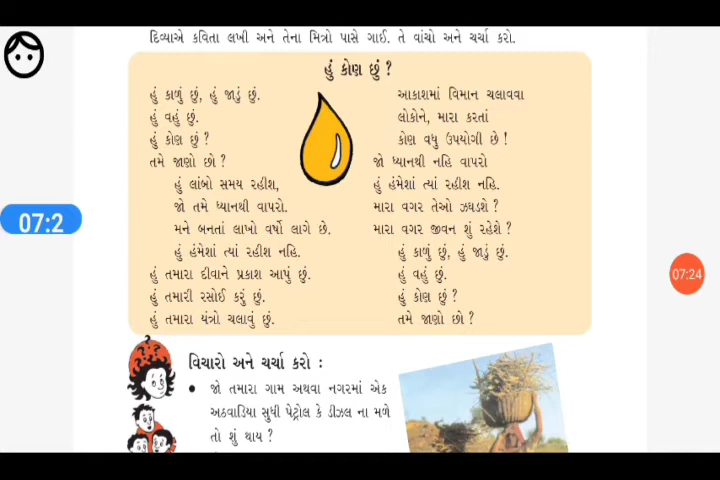 દિવ્યાએ કવિતા લખી અને તેના મિત્રો પાસે ગાઈ. તે વાંચો અને ચર્ચા કરો.
હું કોણ છું ?
હું કાળું છું, હું જાડું છું.
હું વહું છું.
હું કોણ છું ?
તમે જાણો છો ?
હું લાંબો સમય રહીશ,
જો તમે ધ્યાનથી વાપરો.
મને બનતાં લાખો વર્ષો લાગે છે.
હું હંમેશાં ત્યાં રહીશ નહિ.
હું તમારા દીવાને પ્રકાશ આપું છું.
હું તમારી રસોઈ કરું છું.
હું તમારા યંત્રો ચલાવું છું.
આકાશમાં વિમાન ચલાવવા
લોકોને, મારા કરતાં
કોણ વધુ ઉપયોગી છે !
જો ધ્યાનથી નહિ વાપરો
હું હંમેશાં ત્યાં રહીશ નહિ.
મારા વગર તેઓ ઝઘડશે ?
મારા વગર જીવન શું રહેશે ?
હું કાળું છું, હું જાડું છું.
હું વહું છું.
હું કોણ છું ?
તમે જાણો છો ?
07:2
07:24
વિચારો અને ચર્ચા કરો :
• જો તમારા ગામ અથવા નગરમાં એક
અઠવાડિયા સુધી પેટ્રોલ કે ડીઝલ ના મળે
તો શું થાય ?